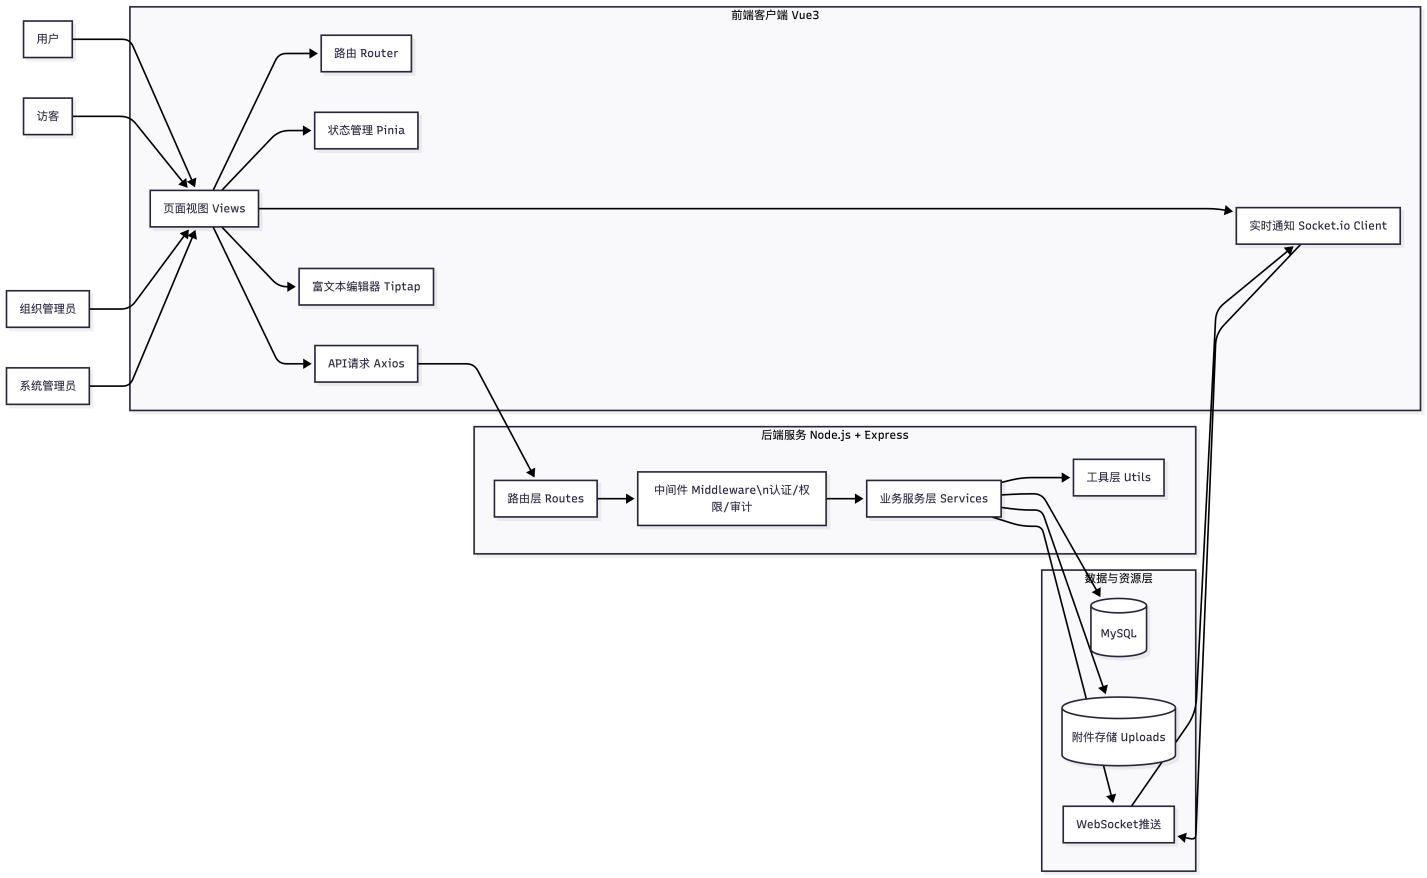 前端客户端 Vue3
用户
路由 Router
访客
状态管理 Pinia
页面视图 Views
实时通知 Socket.io Client
富文本编辑器 Tiptap
组织管理员
API请求 Axios
系统管理员
后端服务 Node.js + Express
工具层 Utils
路由层 Routes
中间件 Middleware\n认证/权
限/审计
业务服务层 Services
数据与资源层
MySQL
附件存储 Uploads
WebSocket推送